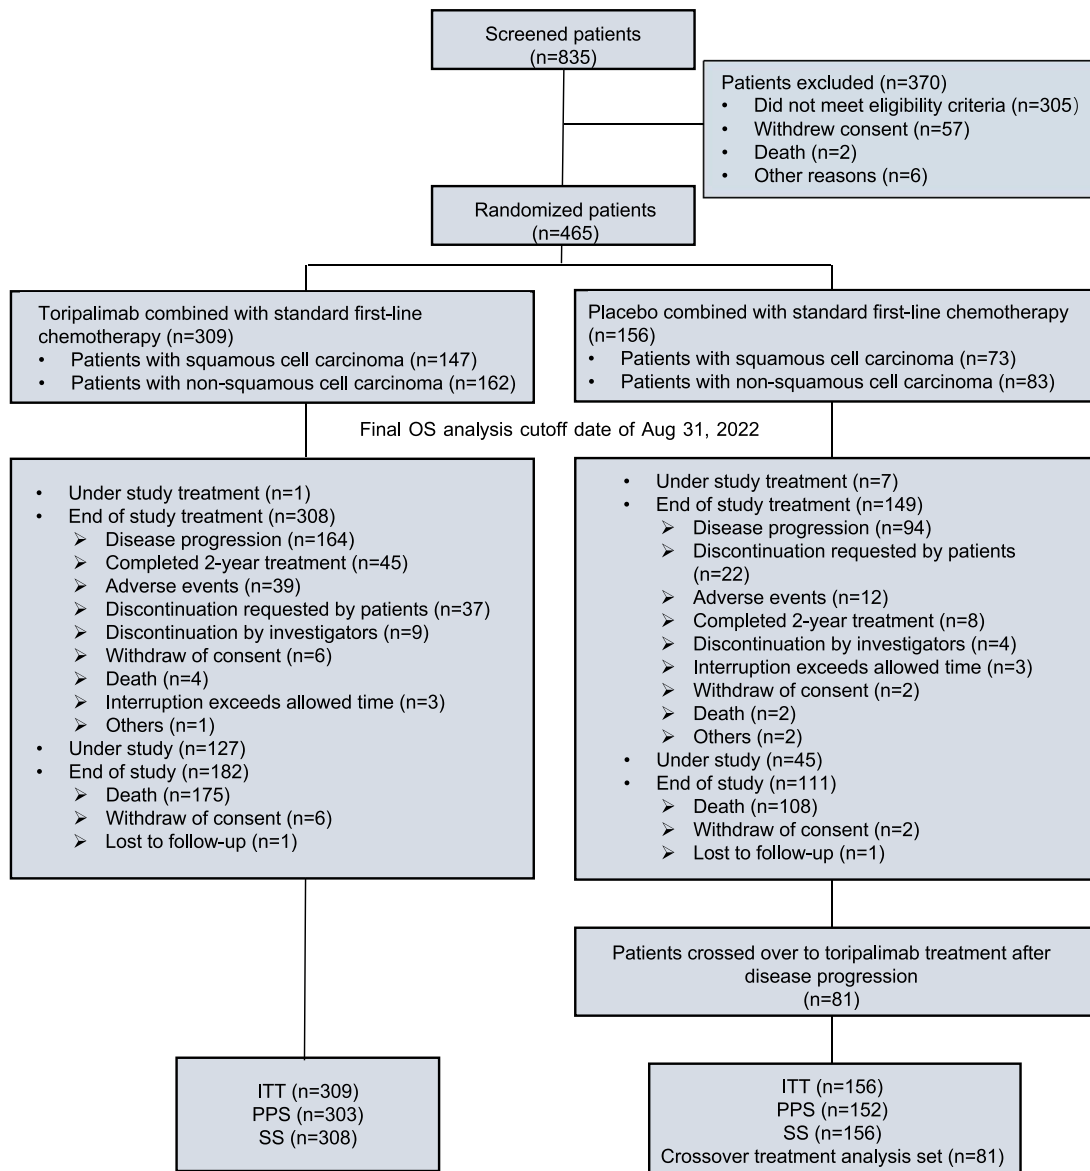 Screened patients
(n=835)
Patients excluded (n=370)
• Did not meet eligibility criteria (n=305)
• Withdrew consent (n=57)
• Death (n=2)
• Other reasons (n=6)
Randomized patients
(n=465)
Toripalimab combined with standard first-line
chemotherapy (n=309)
• Patients with squamous cell carcinoma (n=147)
• Patients with non-squamous cell carcinoma (n=162)
Placebo combined with standard first-line chemotherapy
(n=156)
• Patients with squamous cell carcinoma (n=73)
• Patients with non-squamous cell carcinoma (n=83)
Final OS analysis cutoff date of Aug 31, 2022
• Under study treatment (n=1)
• End of study treatment (n=308)
➢ Disease progression (n=164)
➢ Completed 2-year treatment (n=45)
➢ Adverse events (n=39)
➢ Discontinuation requested by patients (n=37)
➢ Discontinuation by investigators (n=9)
➢ Withdraw of consent (n=6)
➢ Death (n=4)
➢ Interruption exceeds allowed time (n=3)
➢ Others (n=1)
• Under study (n=127)
• End of study (n=182)
➢ Death (n=175)
➢ Withdraw of consent (n=6)
➢ Lost to follow-up (n=1)
• Under study treatment (n=7)
• End of study treatment (n=149)
➢ Disease progression (n=94)
➢ Discontinuation requested by patients
(n=22)
➢ Adverse events (n=12)
➢ Completed 2-year treatment (n=8)
➢ Discontinuation by investigators (n=4)
➢ Interruption exceeds allowed time (n=3)
➢ Withdraw of consent (n=2)
➢ Death (n=2)
➢ Others (n=2)
• Under study (n=45)
• End of study (n=111)
➢ Death (n=108)
➢ Withdraw of consent (n=2)
➢ Lost to follow-up (n=1)
Patients crossed over to toripalimab treatment after
disease progression
(n=81)
ITT (n=309)
PPS (n=303)
SS (n=308)
ITT (n=156)
PPS (n=152)
SS (n=156)
Crossover treatment analysis set (n=81)